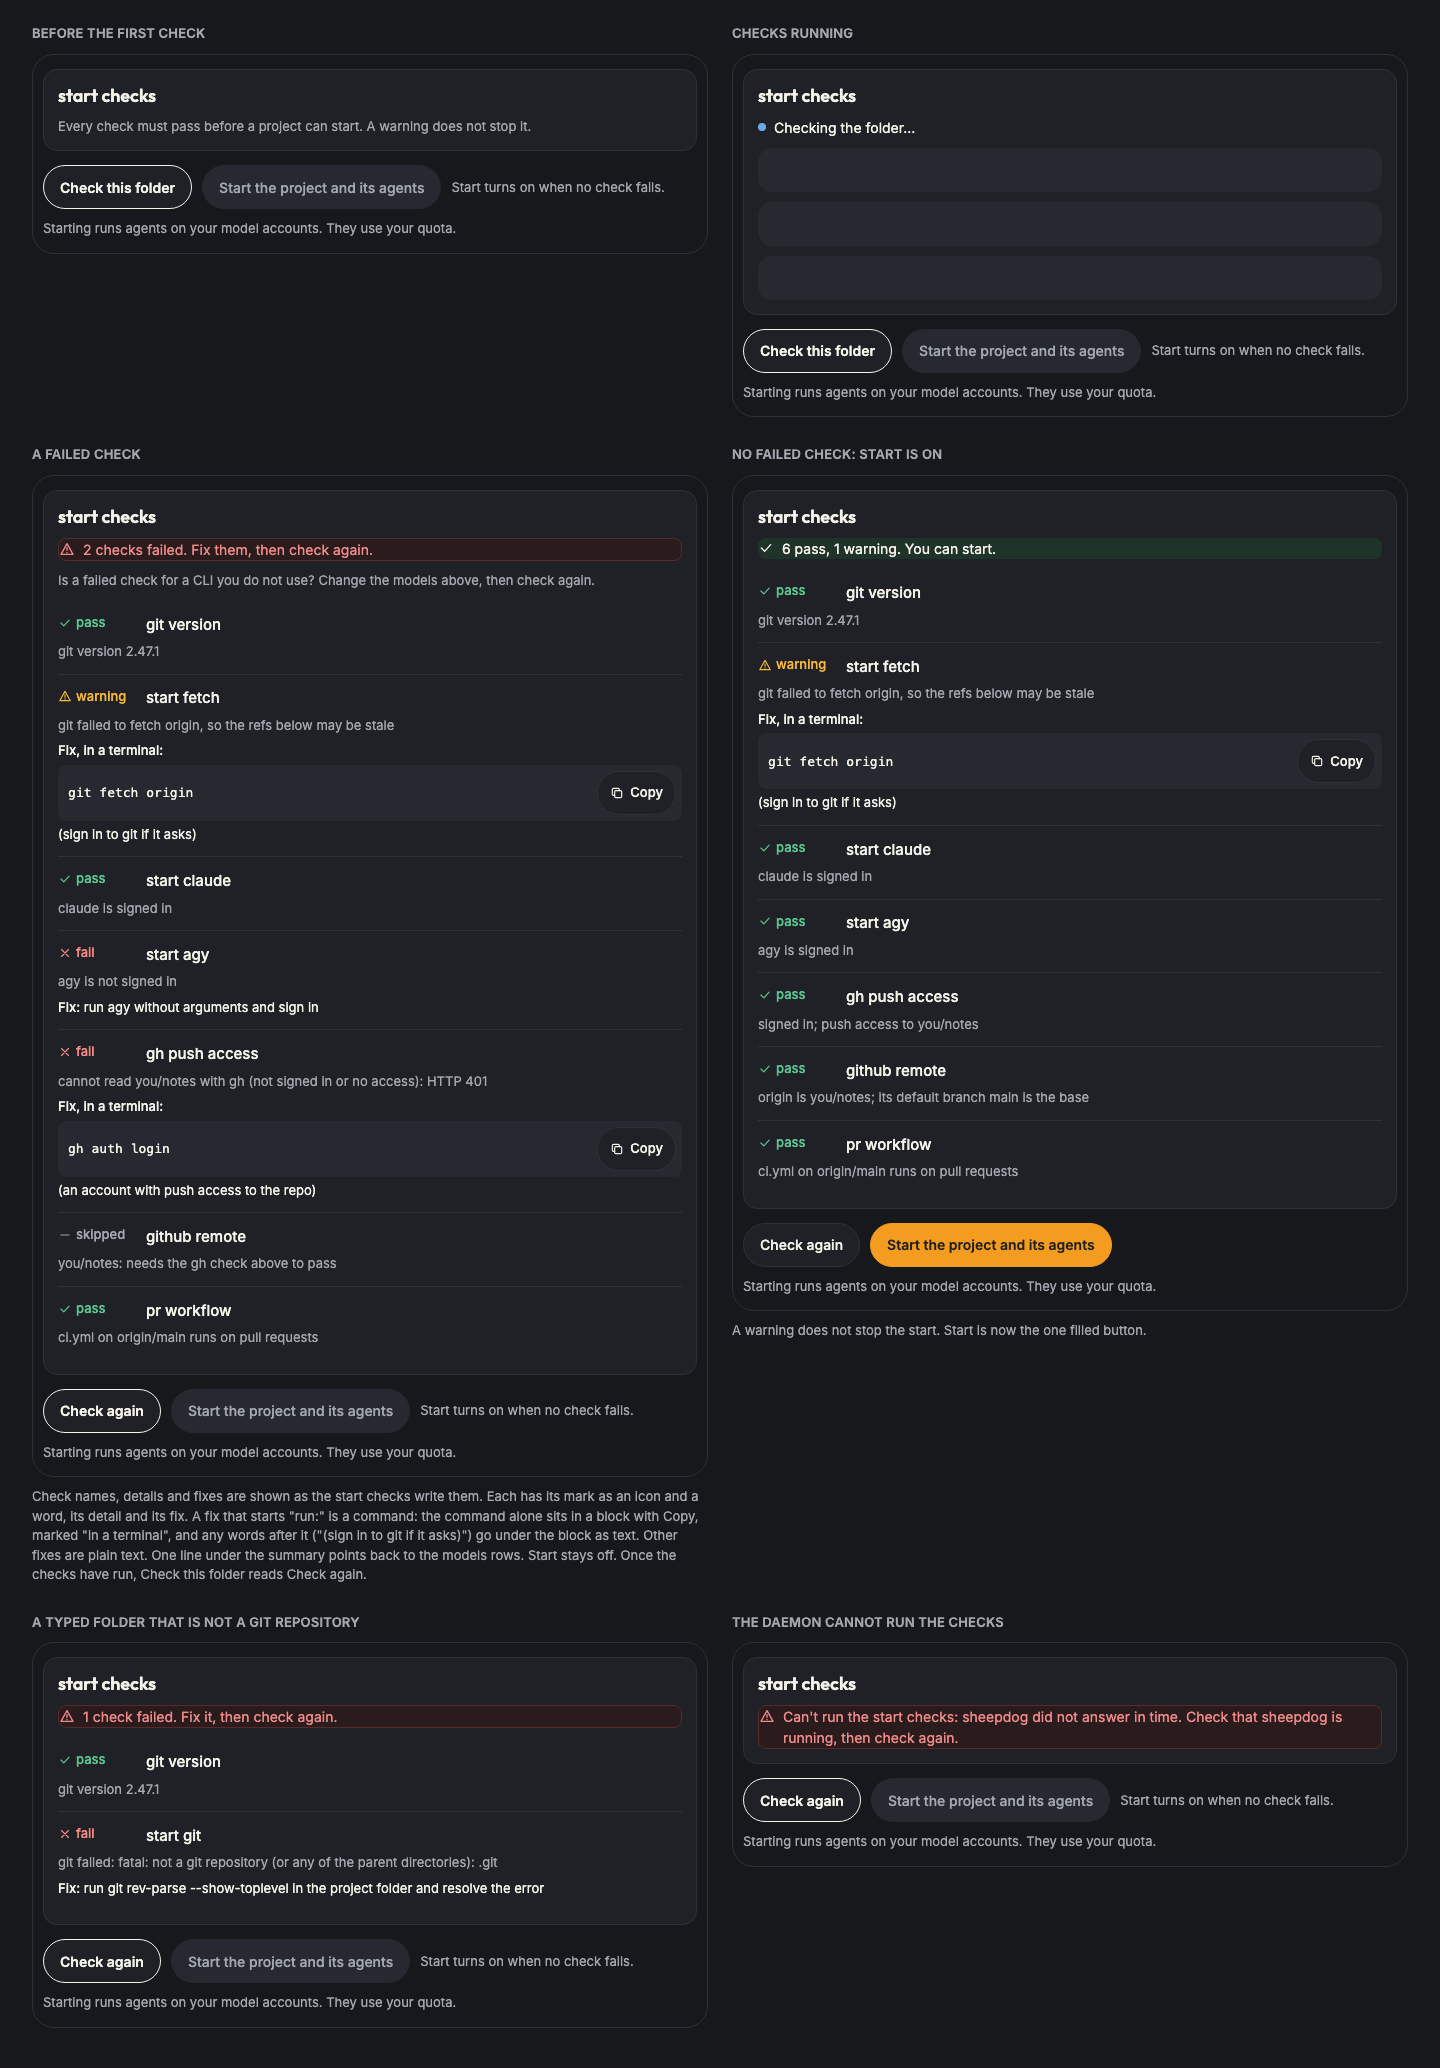 BEFORE THE FIRST CHECK
start checks
Every check must pass before a project can start. A warning does not stop it.
Check this folder
Start the project and its agents
Start turns on when no check fails.
Starting runs agents on your model accounts. They use your quota.
CHECKS RUNNING
start checks
Checking the folder...
Check this folder
Start the project and its agents
Start turns on when no check fails.
Starting runs agents on your model accounts. They use your quota.
A FAILED CHECK
start checks
2 checks failed. Fix them, then check again.
Is a failed check for a CLI you do not use? Change the models above, then check again.
pass
git version
git version 2.47.1
warning
start fetch
git failed to fetch origin, so the refs below may be stale
Fix, in a terminal:
git fetch origin
Copy
(sign in to git if it asks)
pass
start claude
claude is signed in
fail
start agy
agy is not signed in
Fix: run agy without arguments and sign in
fail
gh push access
cannot read you/notes with gh (not signed in or no access): HTTP 401
Fix, in a terminal:
gh auth login
Copy
(an account with push access to the repo)
skipped
github remote
you/notes: needs the gh check above to pass
pass
pr workflow
ci.yml on origin/main runs on pull requests
Check again
Start the project and its agents
Start turns on when no check fails.
Starting runs agents on your model accounts. They use your quota.
Check names, details and fixes are shown as the start checks write them. Each has its mark as an icon and a
word, its detail and its fix. A fix that starts "run:" is a command: the command alone sits in a block with Copy,
marked "in a terminal", and any words after it ("(sign in to git if it asks)") go under the block as text. Other
fixes are plain text. One line under the summary points back to the models rows. Start stays off. Once the
checks have run, Check this folder reads Check again.
NO FAILED CHECK: START IS ON
start checks
6 pass, 1 warning. You can start.
pass
git version
git version 2.47.1
warning
start fetch
git failed to fetch origin, so the refs below may be stale
Fix, in a terminal:
git fetch origin
Copy
(sign in to git if it asks)
pass
start claude
claude is signed in
pass
start agy
agy is signed in
pass
gh push access
signed in; push access to you/notes
pass
github remote
origin is you/notes; its default branch main is the base
pass
pr workflow
ci.yml on origin/main runs on pull requests
Check again
Start the project and its agents
Starting runs agents on your model accounts. They use your quota.
A warning does not stop the start. Start is now the one filled button.
A TYPED FOLDER THAT IS NOT A GIT REPOSITORY
start checks
1 check failed. Fix it, then check again.
pass
git version
git version 2.47.1
fail
start git
git failed: fatal: not a git repository (or any of the parent directories): .git
Fix: run git rev-parse --show-toplevel in the project folder and resolve the error
Check again
Start the project and its agents
Start turns on when no check fails.
Starting runs agents on your model accounts. They use your quota.
THE DAEMON CANNOT RUN THE CHECKS
start checks
Can't run the start checks: sheepdog did not answer in time. Check that sheepdog is
running, then check again.
Check again
Start the project and its agents
Start turns on when no check fails.
Starting runs agents on your model accounts. They use your quota.